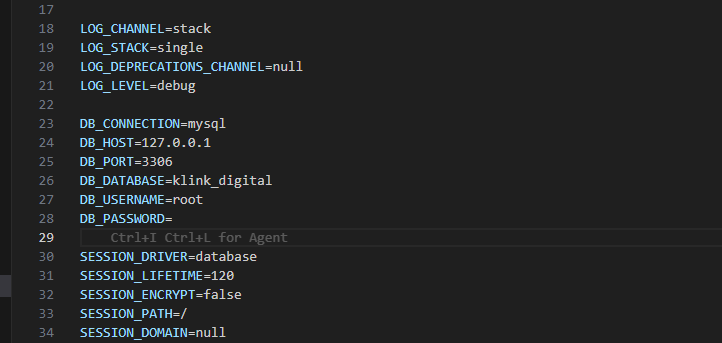 17
18 LOG_CHANNEL=stack
19 LOG_STACK=single
20 LOG_DEPRECATIONS_CHANNEL=null
21 LOG_LEVEL=debug
22
23 DB_CONNECTION=mysql
24 DB_HOST=127.0.0.1
25 DB_PORT=3306
26 DB_DATABASE=klink_digital
27 DB_USERNAME=root
28 DB_PASSWORD=
29 Ctrl+I Ctrl+L for Agent
30 SESSION_DRIVER=database
31 SESSION_LIFETIME=120
32 SESSION_ENCRYPT=false
33 SESSION_PATH=/
34 SESSION_DOMAIN=null